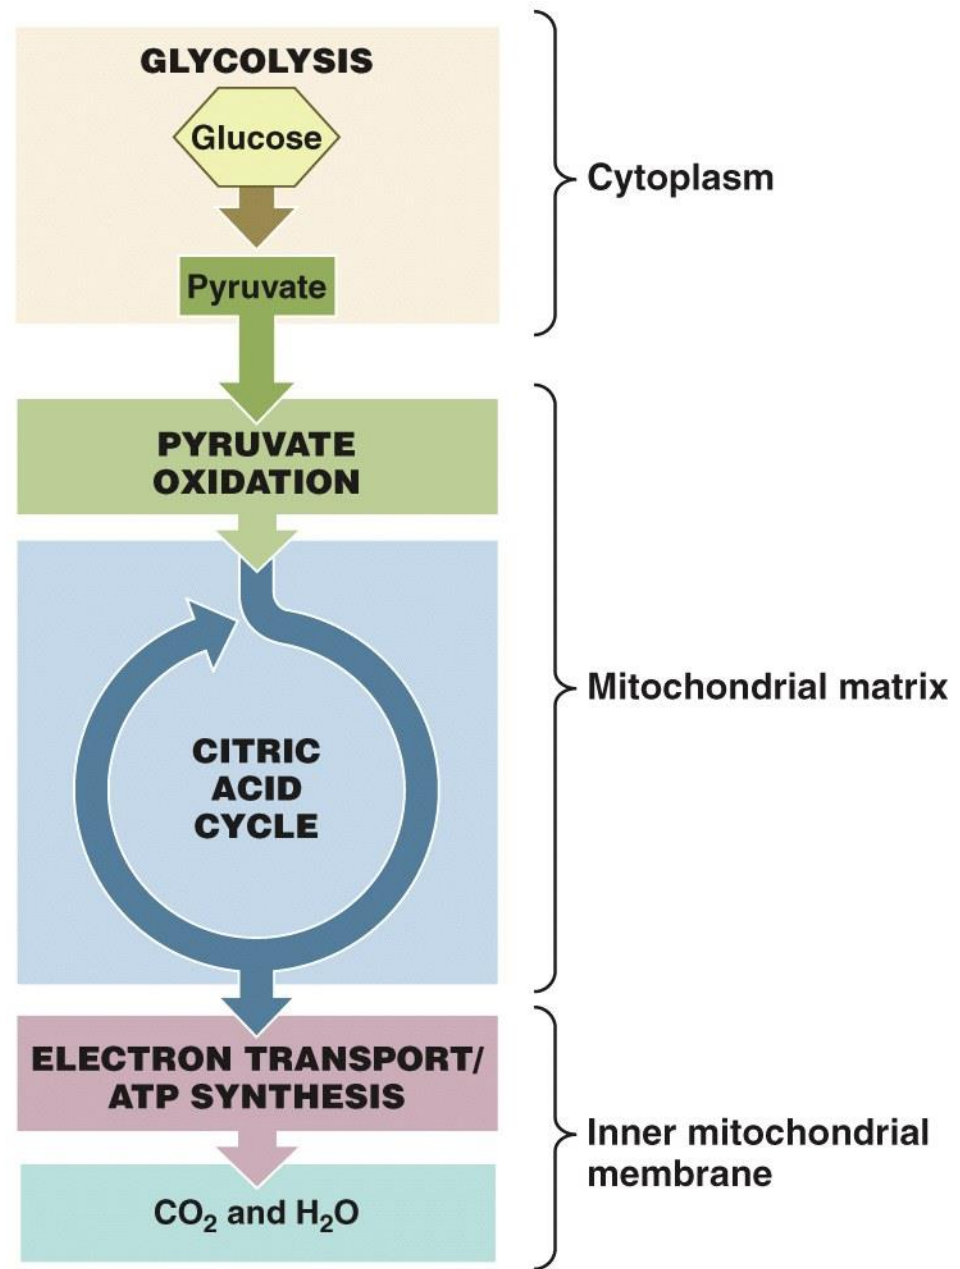 GLYCOLYSIS
Glucose
Pyruvate
Cytoplasm
PYRUVATE
OXIDATION
CITRIC
ACID
CYCLE
Mitochondrial matrix
ELECTRON TRANSPORT/
ATP SYNTHESIS
CO₂ and H₂O
Inner mitochondrial
membrane